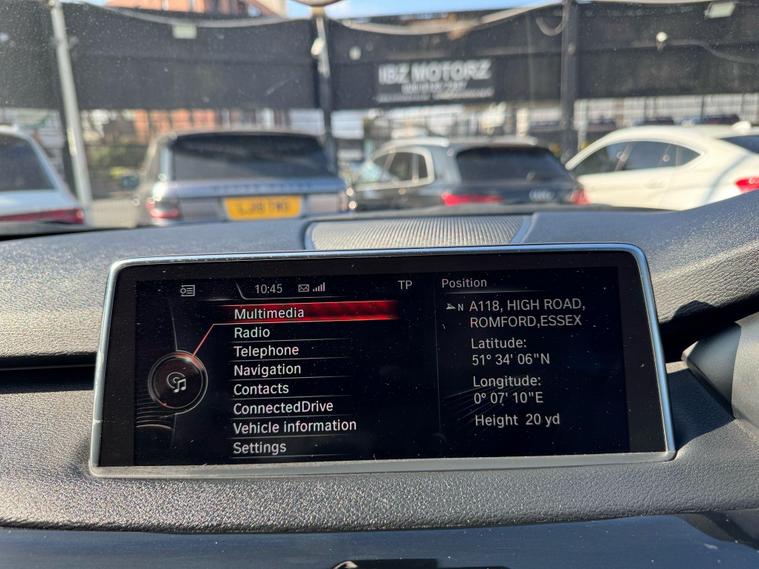 IBZ MOTORZ
10:45
TP
Multimedia
Radio
Telephone
Navigation
Contacts
ConnectedDrive
Vehicle information
Settings
Position
N A118, HIGH ROAD,
ROMFORD,ESSEX
Latitude:
51° 34' 06"N
Longitude:
0° 07' 10"E
Height 20 yd